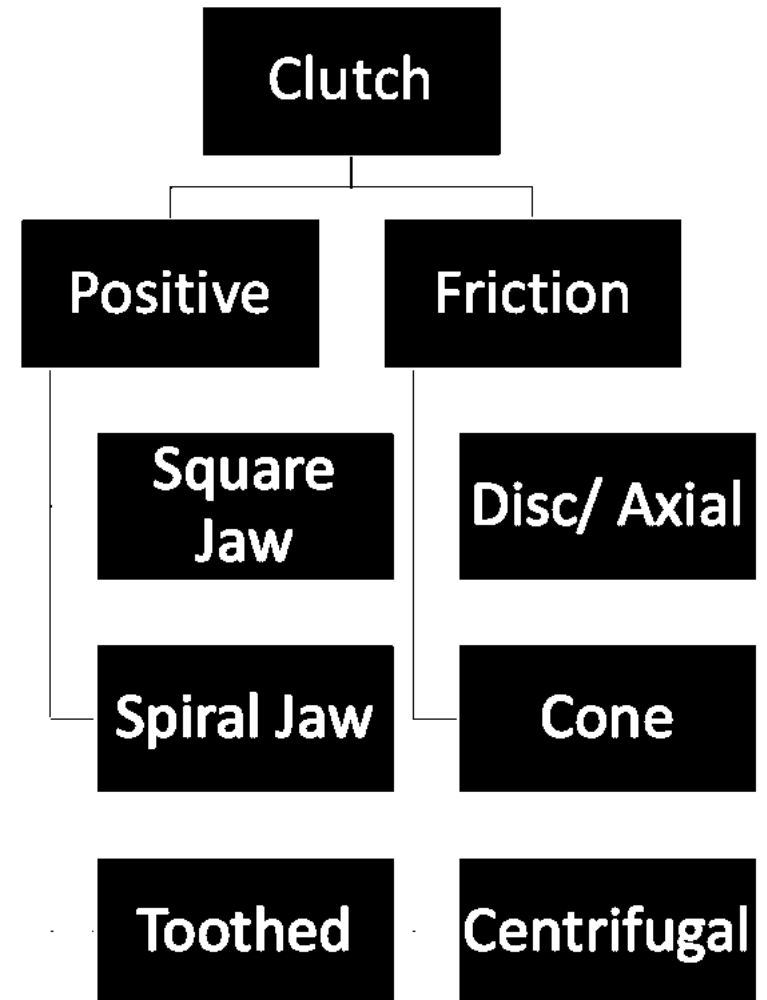 Clutch
Positive
Friction
Square
Jaw
Disc/ Axial
Spiral Jaw
Cone
Toothed
Centrifugal